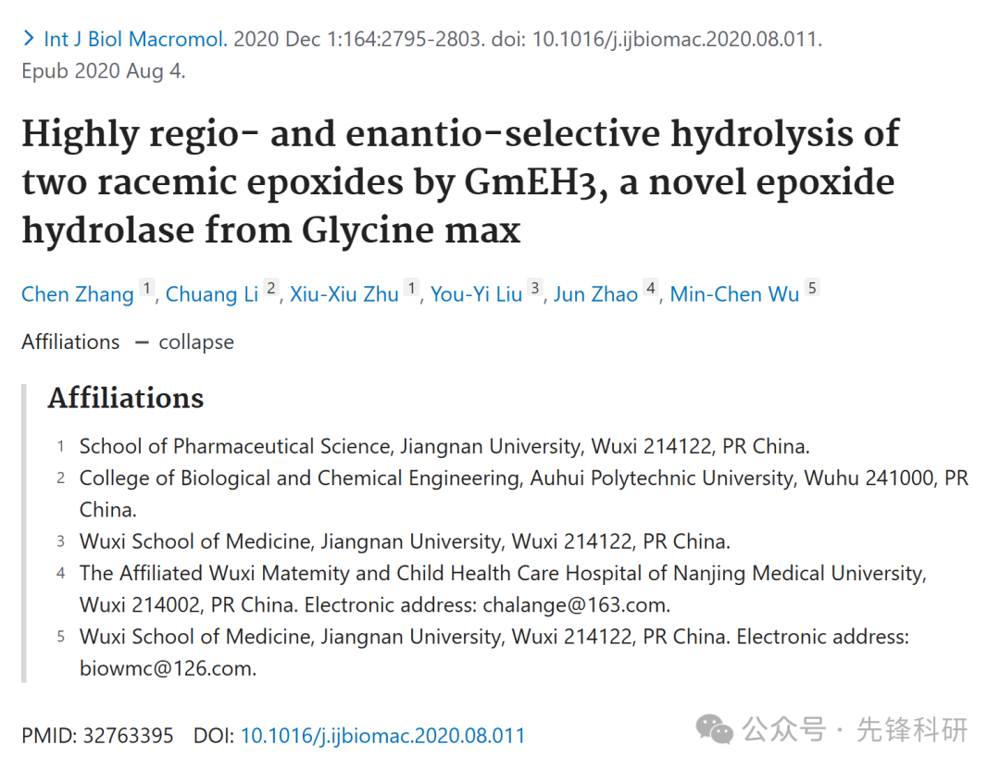 > Int J Biol Macromol. 2020 Dec 1:164:2795-2803. doi: 10.1016/j.ijbiomac.2020.08.011.
Epub 2020 Aug 4.
Highly regio- and enantio-selective hydrolysis of
two racemic epoxides by GmEH3, a novel epoxide
hydrolase from Glycine max
Chen Zhang 1, Chuang Li 2, Xiu-Xiu Zhu 1, You-Yi Liu 3, Jun Zhao 4, Min-Chen Wu 5
Affiliations — collapse
Affiliations
1 School of Pharmaceutical Science, Jiangnan University, Wuxi 214122, PR China.
2 College of Biological and Chemical Engineering, Auhui Polytechnic University, Wuhu 241000, PR
China.
3 Wuxi School of Medicine, Jiangnan University, Wuxi 214122, PR China.
4 The Affiliated Wuxi Matemity and Child Health Care Hospital of Nanjing Medical University,
Wuxi 214002, PR China. Electronic address: chalange@163.com.
5 Wuxi School of Medicine, Jiangnan University, Wuxi 214122, PR China. Electronic address:
biowmc@126.com.
PMID: 32763395 DOI: 10.1016/j.ijbiomac.2020.08.011
公众号 · 先锋科研